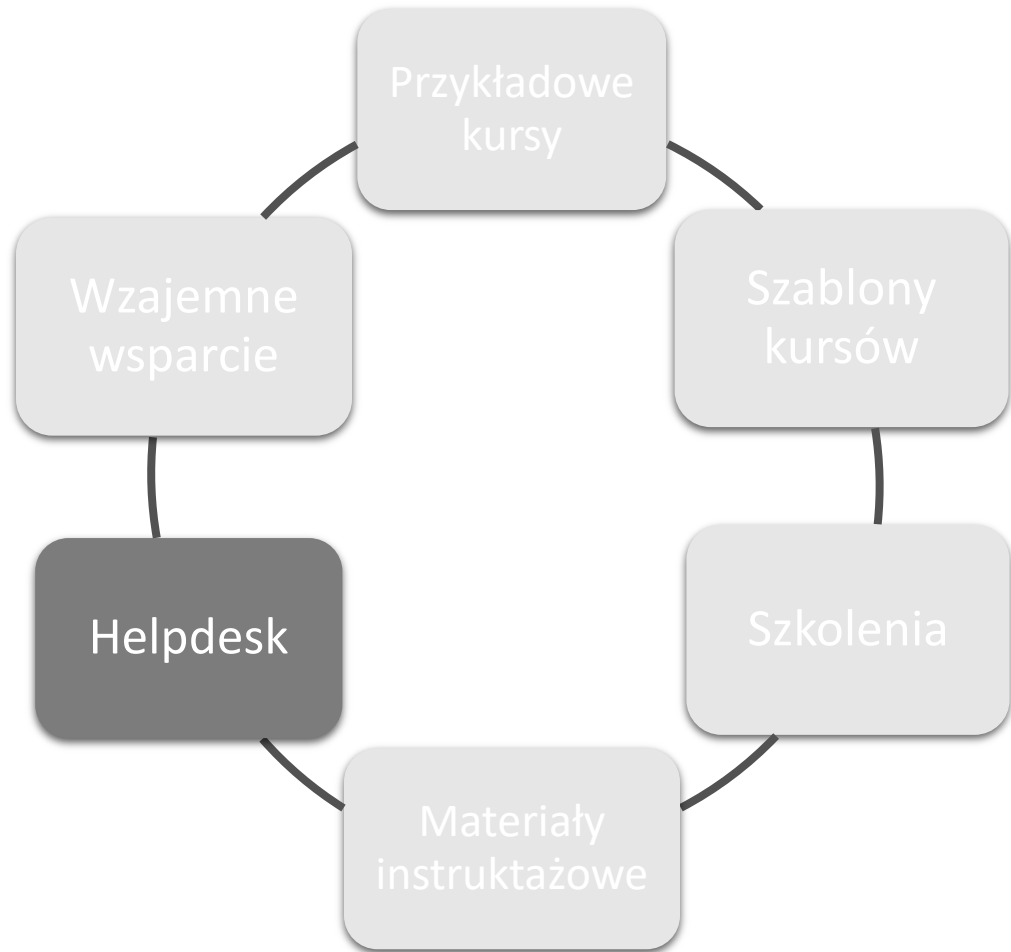 Przykładowe
kursy
Szablony
kursów
Szkolenia
Materiały
instruktażowe
Helpdesk
Wzajemne
wsparcie